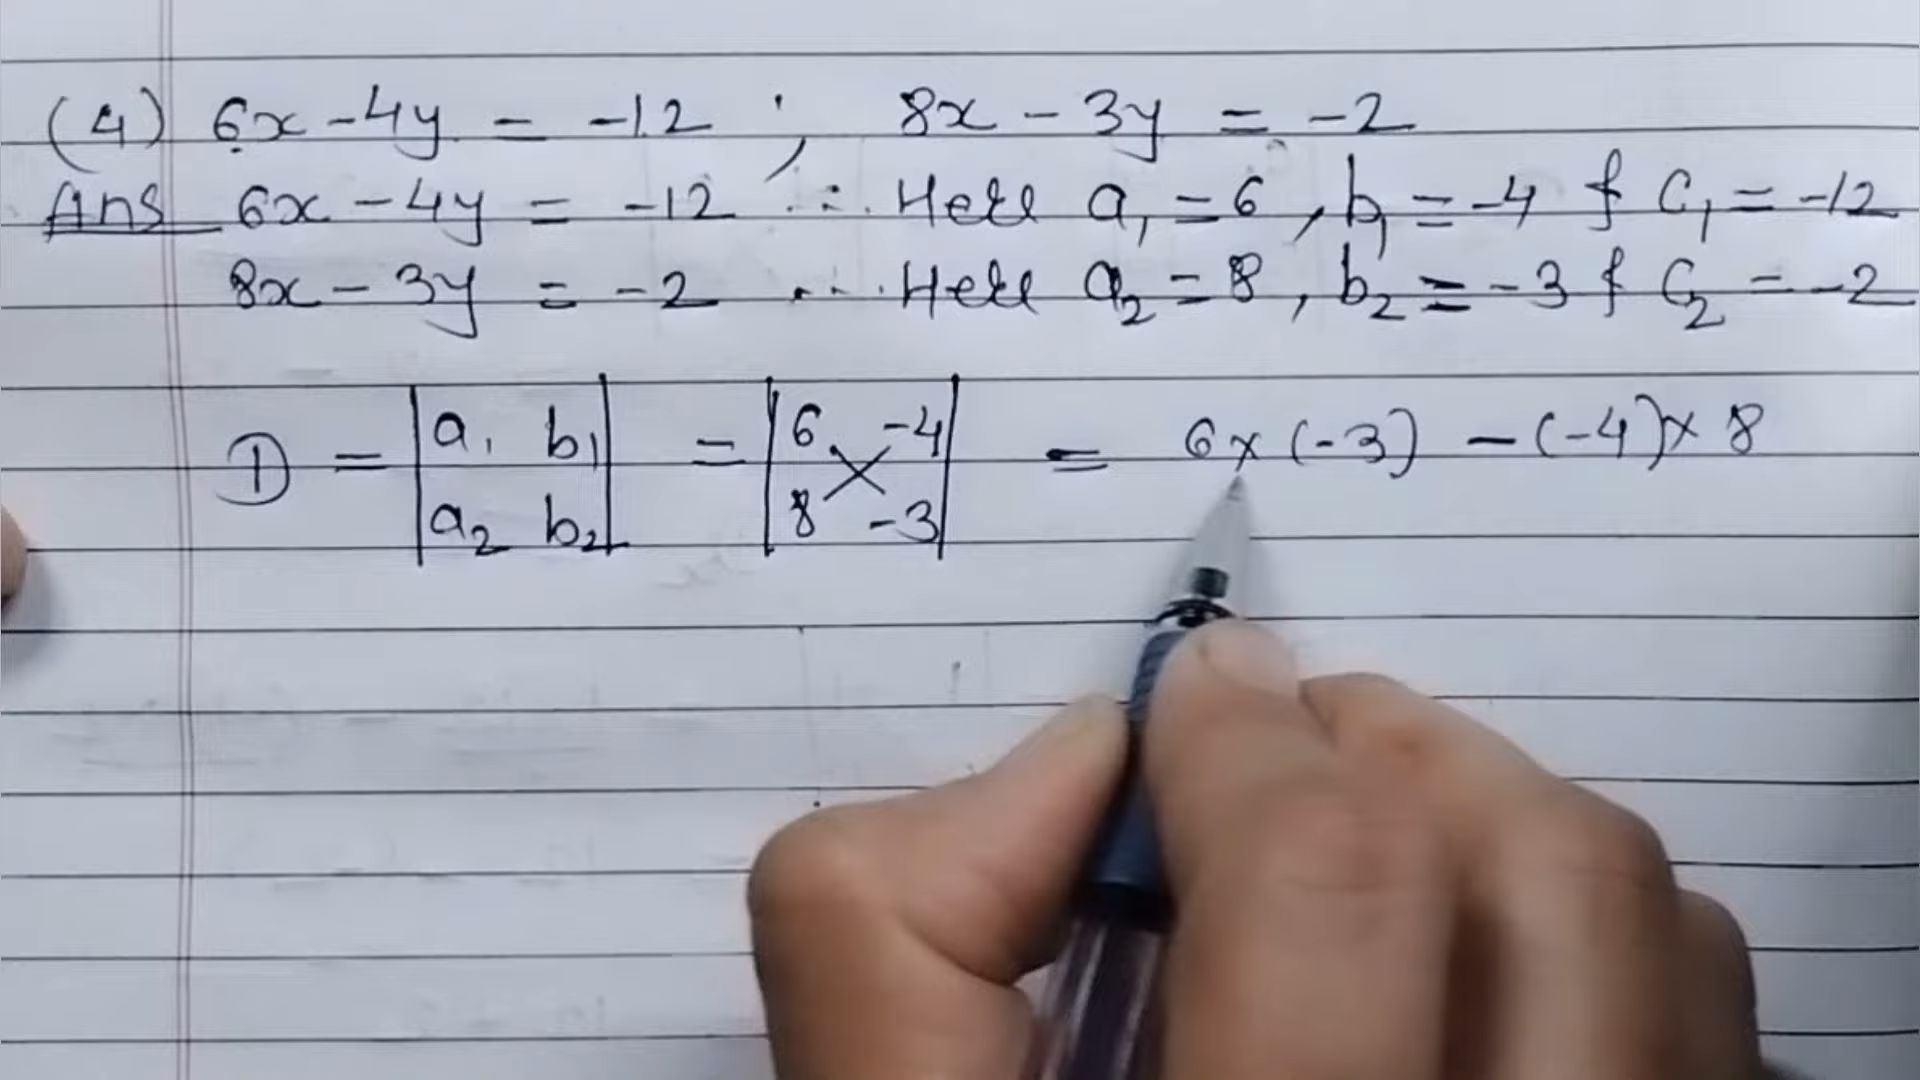 (4) 6x - 4y = -12 ; 8x - 3y = -2
Ans 6x - 4y = -12 ... Here a₁ = 6, b₁ = -4 & C₁ = -12
8x - 3y = -2 ... Here a₂ = 8, b₂ = -3 & C₂ = -2
D = |a₁ b₁| = |6 -4| = 6x(-3) - (-4)x 8
|a₂ b₂| |8 -3|